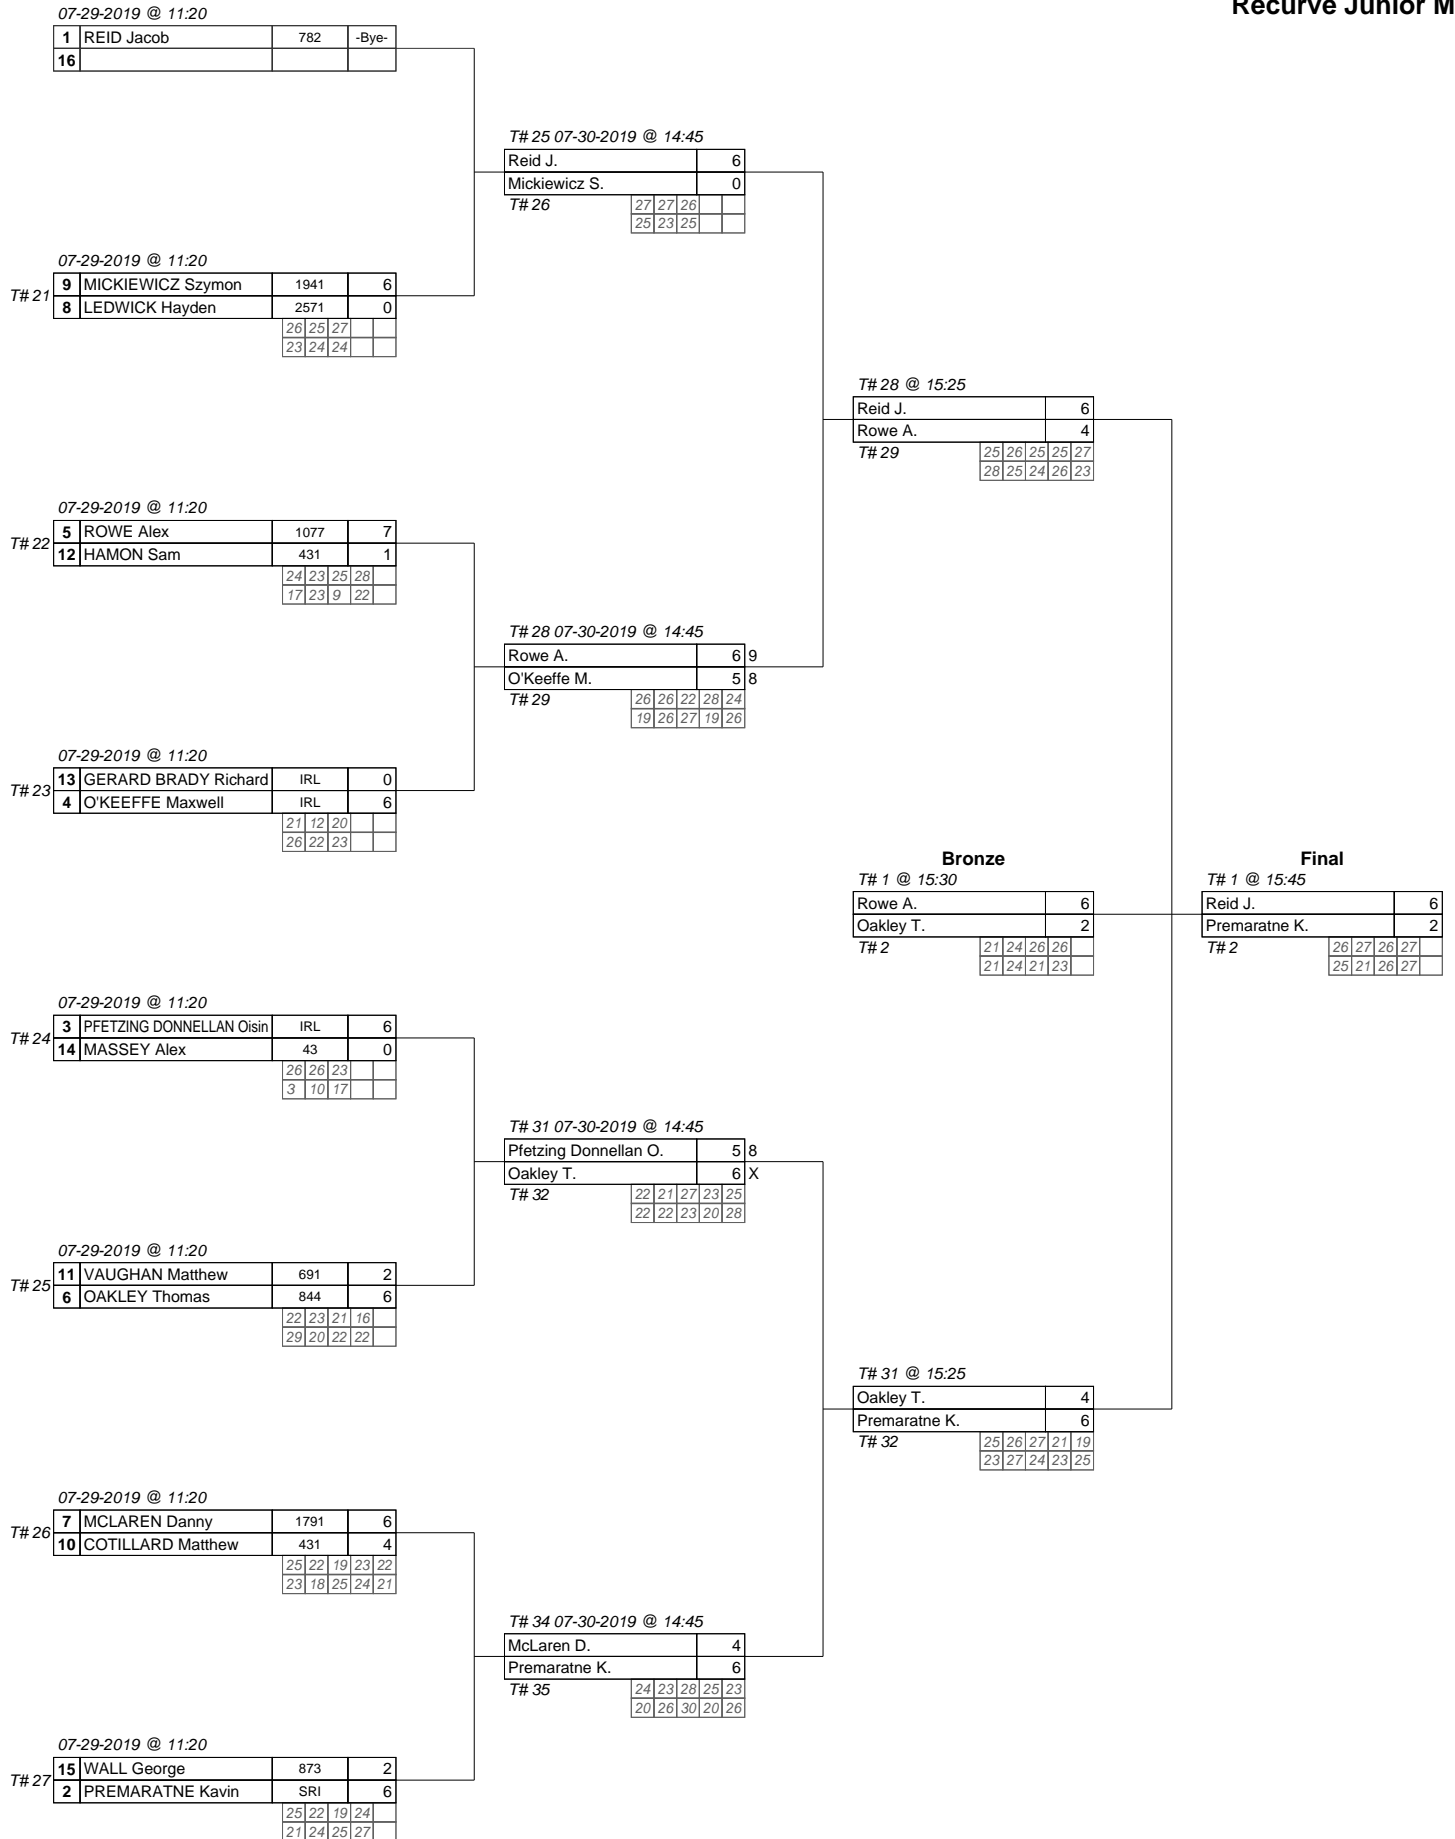 Recurve Junior M
07-29-2019 @ 11:20
1 REID Jacob 782 -Bye-
16
T# 25 07-30-2019 @ 14:45
Reid J. 6
Mickiewicz S. 0
T# 26 27 27 26
25 23 25
07-29-2019 @ 11:20
T# 21
9 MICKIEWICZ Szymon 1941 6
8 LEDWICK Hayden 2571 0
26 25 27
23 24 24
T# 28 @ 15:25
Reid J. 6
Rowe A. 4
T# 29 25 26 25 25 27
28 25 24 26 23
07-29-2019 @ 11:20
T# 22
5 ROWE Alex 1077 7
12 HAMON Sam 431 1
24 23 25 28
17 23 9 22
T# 28 07-30-2019 @ 14:45
Rowe A. 6 9
O'Keeffe M. 5 8
T# 29 26 26 22 28 24
19 26 27 19 26
07-29-2019 @ 11:20
T# 23
13 GERARD BRADY Richard IRL 0
4 O'KEEFFE Maxwell IRL 6
21 12 20
26 22 23
Bronze
T# 1 @ 15:30
Rowe A. 6
Oakley T. 2
T# 2 21 24 26 26
21 24 21 23
Final
T# 1 @ 15:45
Reid J. 6
Premaratne K. 2
T# 2 26 27 26 27
25 21 26 27
07-29-2019 @ 11:20
T# 24
3 PFETZING DONNELLAN Oisin IRL 6
14 MASSEY Alex 43 0
26 26 23
3 10 17
T# 31 07-30-2019 @ 14:45
Pfetzing Donnellan O. 5 8
Oakley T. 6 X
T# 32 22 21 27 23 25
22 22 23 20 28
07-29-2019 @ 11:20
T# 25
11 VAUGHAN Matthew 691 2
6 OAKLEY Thomas 844 6
22 23 21 16
29 20 22 22
T# 31 @ 15:25
Oakley T. 4
Premaratne K. 6
T# 32 25 26 27 21 19
23 27 24 23 25
07-29-2019 @ 11:20
T# 26
7 MCLAREN Danny 1791 6
10 COTILLARD Matthew 431 4
25 22 19 23 22
23 18 25 24 21
T# 34 07-30-2019 @ 14:45
McLaren D. 4
Premaratne K. 6
T# 35 24 23 28 25 23
20 26 30 20 26
07-29-2019 @ 11:20
T# 27
15 WALL George 873 2
2 PREMARATNE Kavin SRI 6
25 22 19 24
21 24 25 27